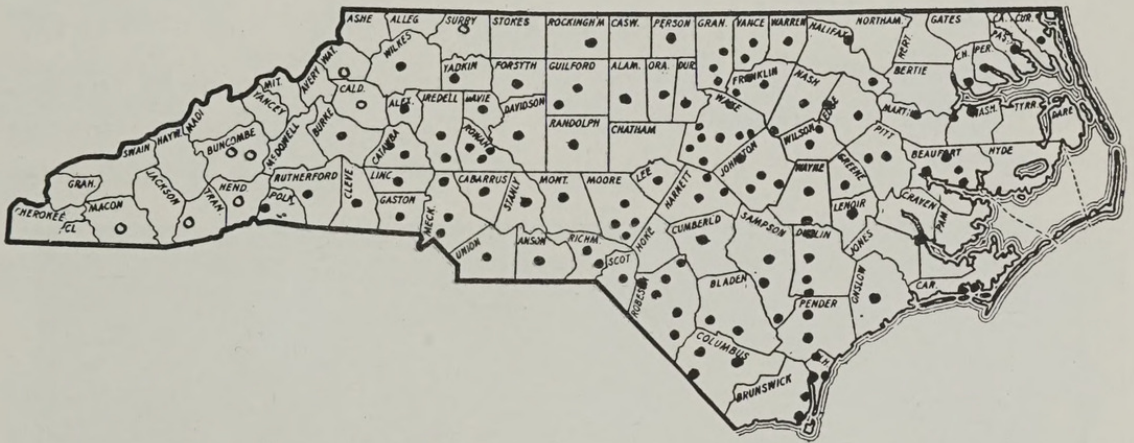 ASHE
ALLEG
SURRY
STOKES
ROCKINGH'M
CASW.
PERSON
GRAN.
VANCE
WARREN
HALIFAX
NORTHAM.
GATES
HERT.
CUR.
PAS.
CH.
PER.
BERTIE
WAT.
WILKES
YADKIN
FORSYTH
GUILFORD
ALAM.
ORA.
DUR.
FRANKLIN
NASH
EDGE
MARTIN
WASH.
TYRR.
DARE
MIT.
AVERY
CALD.
ALEX.
IREDELL
DAVIE
DAVIDSON
RANDOLPH
CHATHAM
WAKE
WILSON
PITT
BEAUFORT
HYDE
MADI
YANCEY
BUNCOMBE
McDOWELL
BURKE
CATAWBA
ROWAN
JOHNSTON
GREENE
WAYNE
SWAIN
HAYW.
GRAH.
JACKSON
HEND.
RUTHERFORD
POLK
CLEVE
LINC
GASTON
CABARRUS
STANLY
MONT.
MOORE
LEE
HARNETT
LENOIR
CRAVEN
PAM.
CHEROKEE
CL
MACON
TRAN
MECK.
UNION
ANSON
RICHM.
HOKE
SCOT
CUMBERLD
SAMPSON
DUPLIN
JONES
ONSLOW
CAR.
ROBESON
BLADEN
PENDER
COLUMBUS
BRUNSWICK